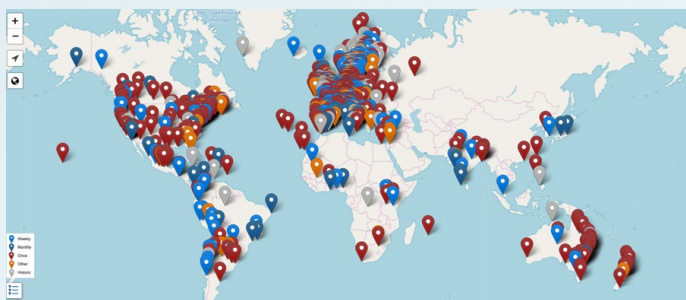 +
−
Weekly
Monthly
Once
Other
Historic